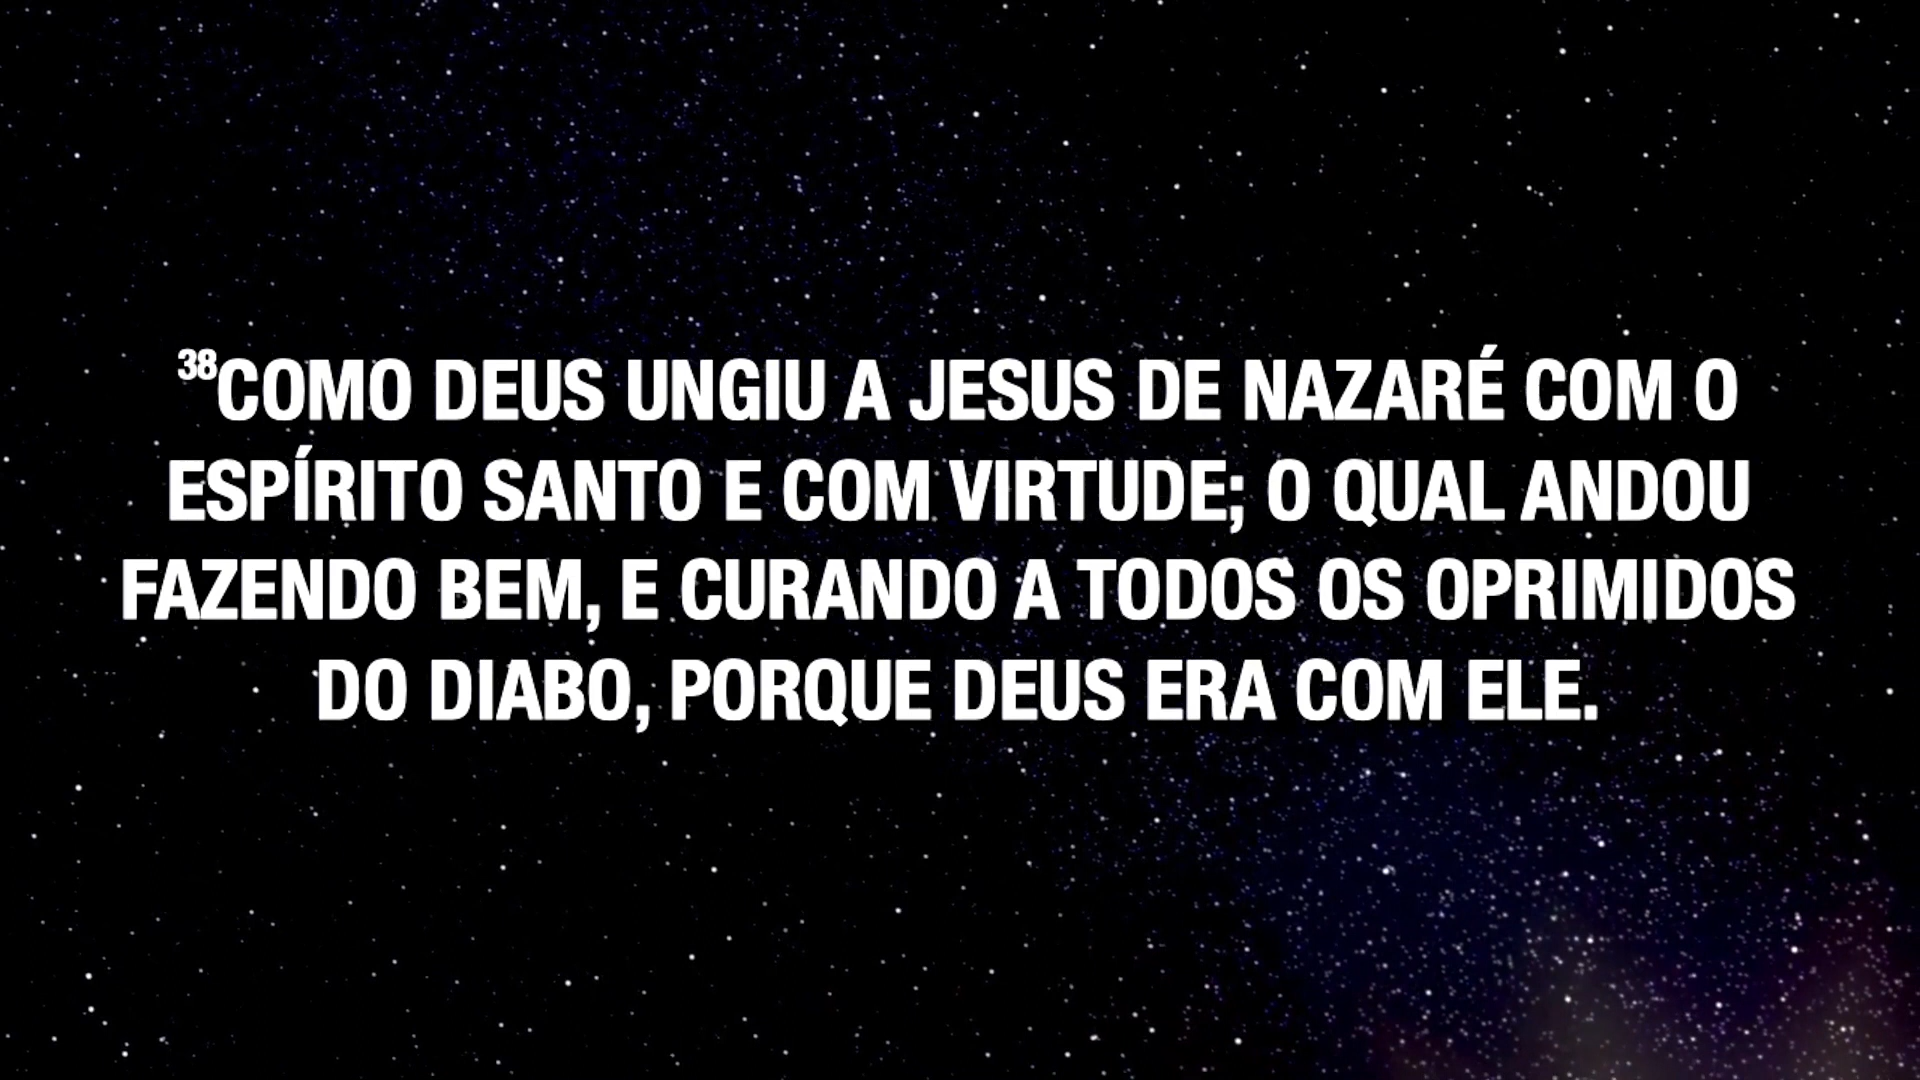 ³⁸COMO DEUS UNGIU A JESUS DE NAZARÉ COM O
ESPÍRITO SANTO E COM VIRTUDE; O QUAL ANDOU
FAZENDO BEM, E CURANDO A TODOS OS OPRIMIDOS
DO DIABO, PORQUE DEUS ERA COM ELE.